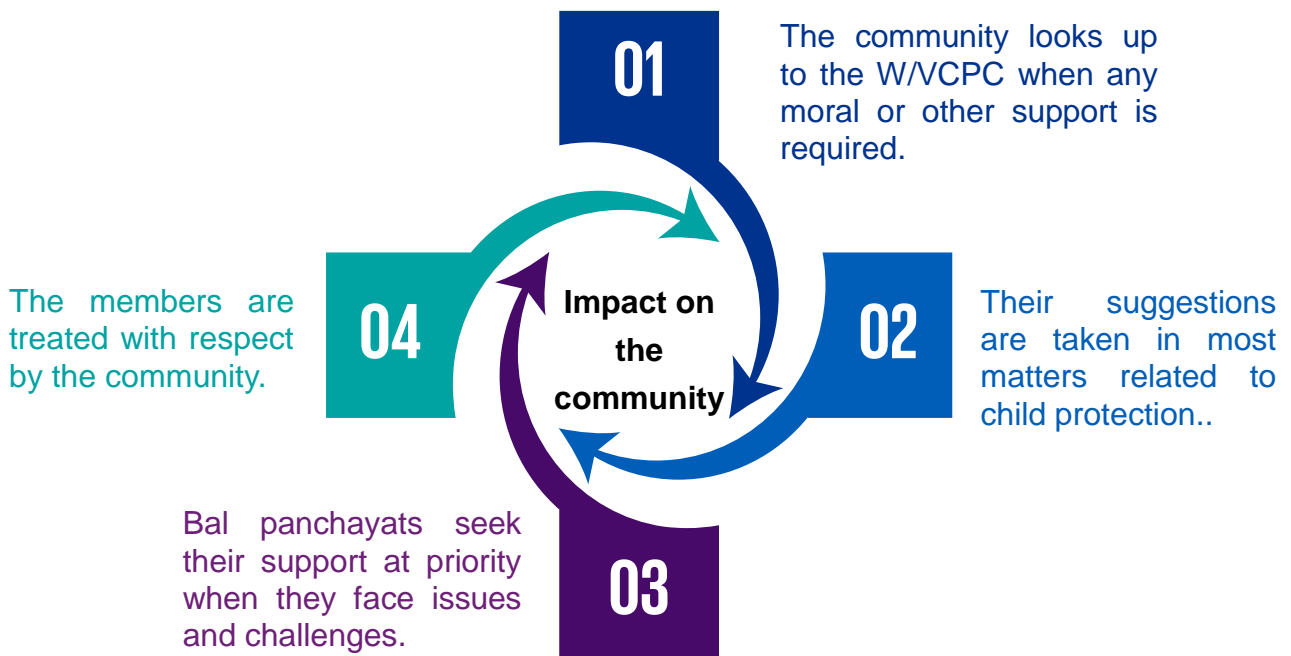 01
The community looks up
to the W/VCPC when any
moral or other support is
required.
02
Their suggestions
are taken in most
matters related to
child protection..
03
Bal panchayats seek
their support at priority
when they face issues
and challenges.
04
The members are
treated with respect
by the community.
Impact on
the
community